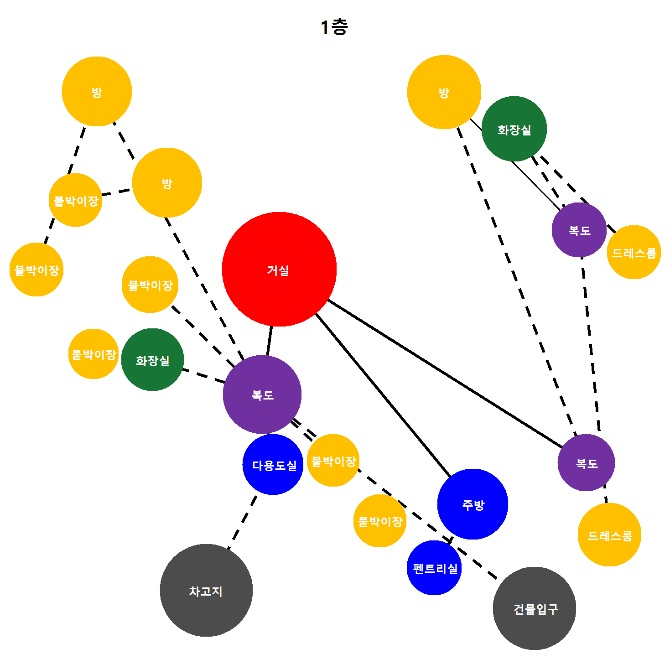 1층
방
방
화장실
붙박이장
방
복도
드레스룸
붙박이장
거실
붙박이장
붙박이장
화장실
복도
다용도실
붙박이장
복도
주방
붙박이장
드레스룸
펜트리실
차고지
건물입구